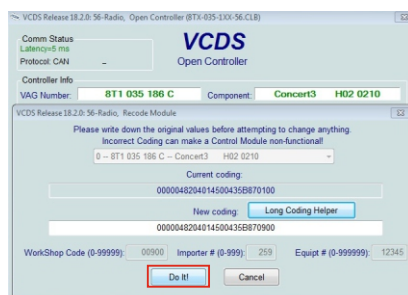 VCDS Release 18.2.0: 56-Radio, Open Controller (8TX-035-1XX-56.CLB)
Comm Status
Latency=5 ms
Protocol: CAN
VCDS
Open Controller
Controller Info
VAG Number: 8T1 035 186 C Component: Concert3 H02 0210
VCDS Release 18.2.0: 56-Radio, Recode Module
Please write down the original values before attempting to change anything.
Incorrect Coding can make a Control Module non-functional!
0 -- 8T1 035 186 C -- Concert3 H02 0210
Current coding:
0000048204014500435B870100
New coding: Long Coding Helper
0000048204014500435B870900
WorkShop Code (0-99999): 00900 Importer # (0-999): 259 Equipt # (0-999999): 12345
Do It! Cancel